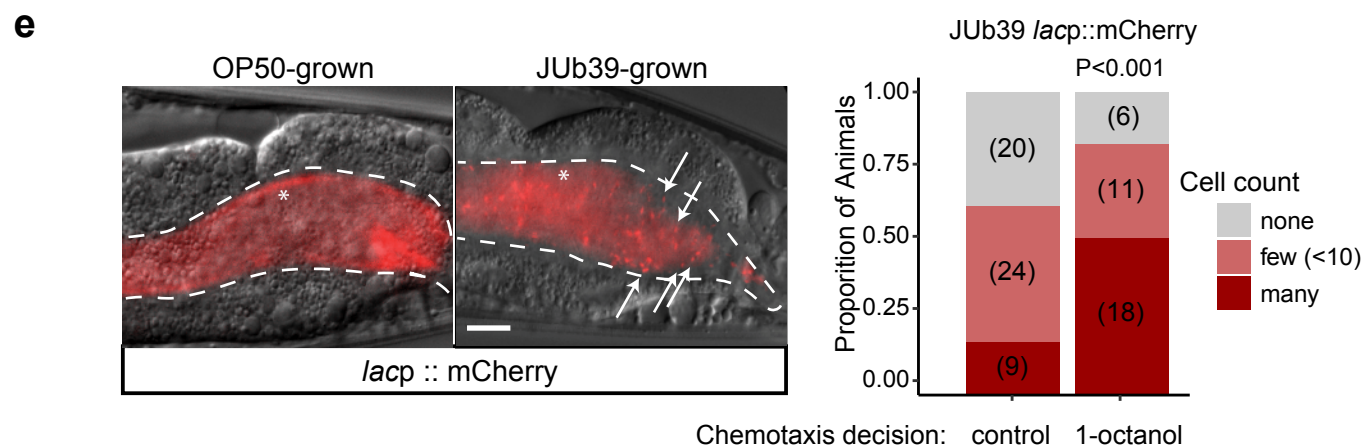 e
OP50-grown
JUb39-grown
*
*
lacp :: mCherry
JUb39 lacp::mCherry
P<0.001
Proportion of Animals
1.00
0.75
0.50
0.25
0.00
(20)
(24)
(9)
(6)
(11)
(18)
Cell count
none
few (<10)
many
Chemotaxis decision: control 1-octanol